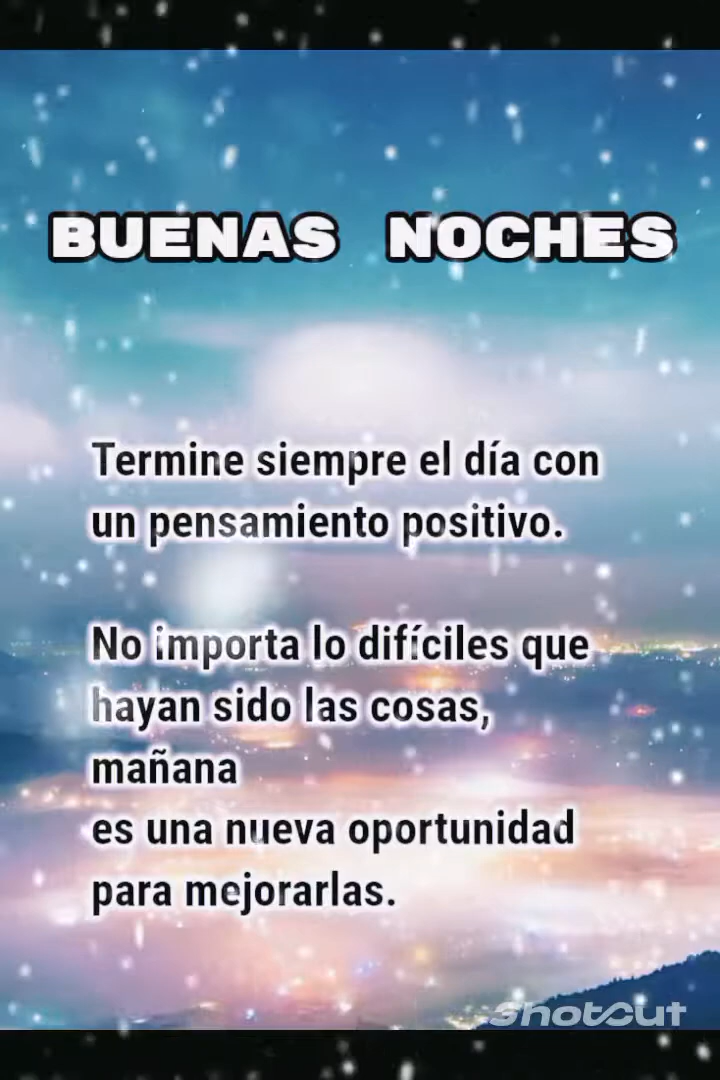 BUENAS NOCHES
Termine siempre el día con
un pensamiento positivo.
No importa lo difíciles que
hayan sido las cosas,
mañana
es una nueva oportunidad
para mejorarlas.
shotcut